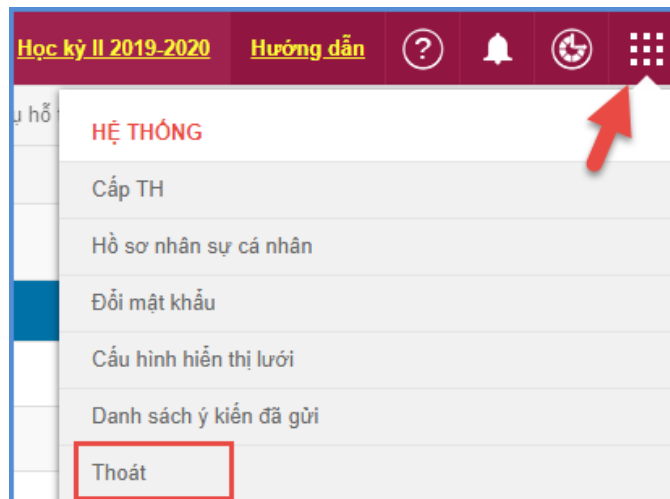 Học kỳ II 2019-2020 Hướng dẫn ?
ụ hỗ
HỆ THỐNG
Cấp TH
Hồ sơ nhân sự cá nhân
Đổi mật khẩu
Cấu hình hiển thị lưới
Danh sách ý kiến đã gửi
Thoát